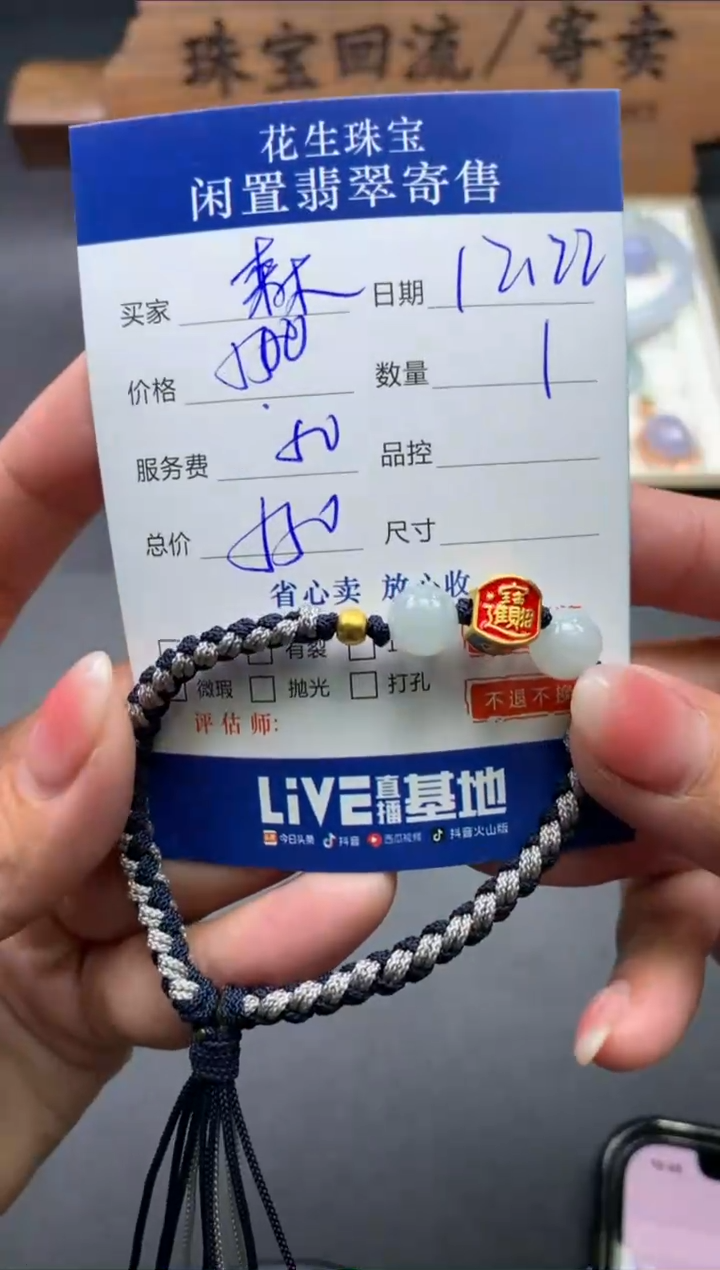 珠宝回流/寄卖
花生珠宝
闲置翡翠寄售
买家 日期 12.22
价格 500 数量 1
服务费 50 品控
总价 550 尺寸
省心卖 放心收
有裂
微瑕 抛光 打孔
不退不换
评估师:
LiVE直播基地
今日头条 抖音 西瓜视频 抖音火山版